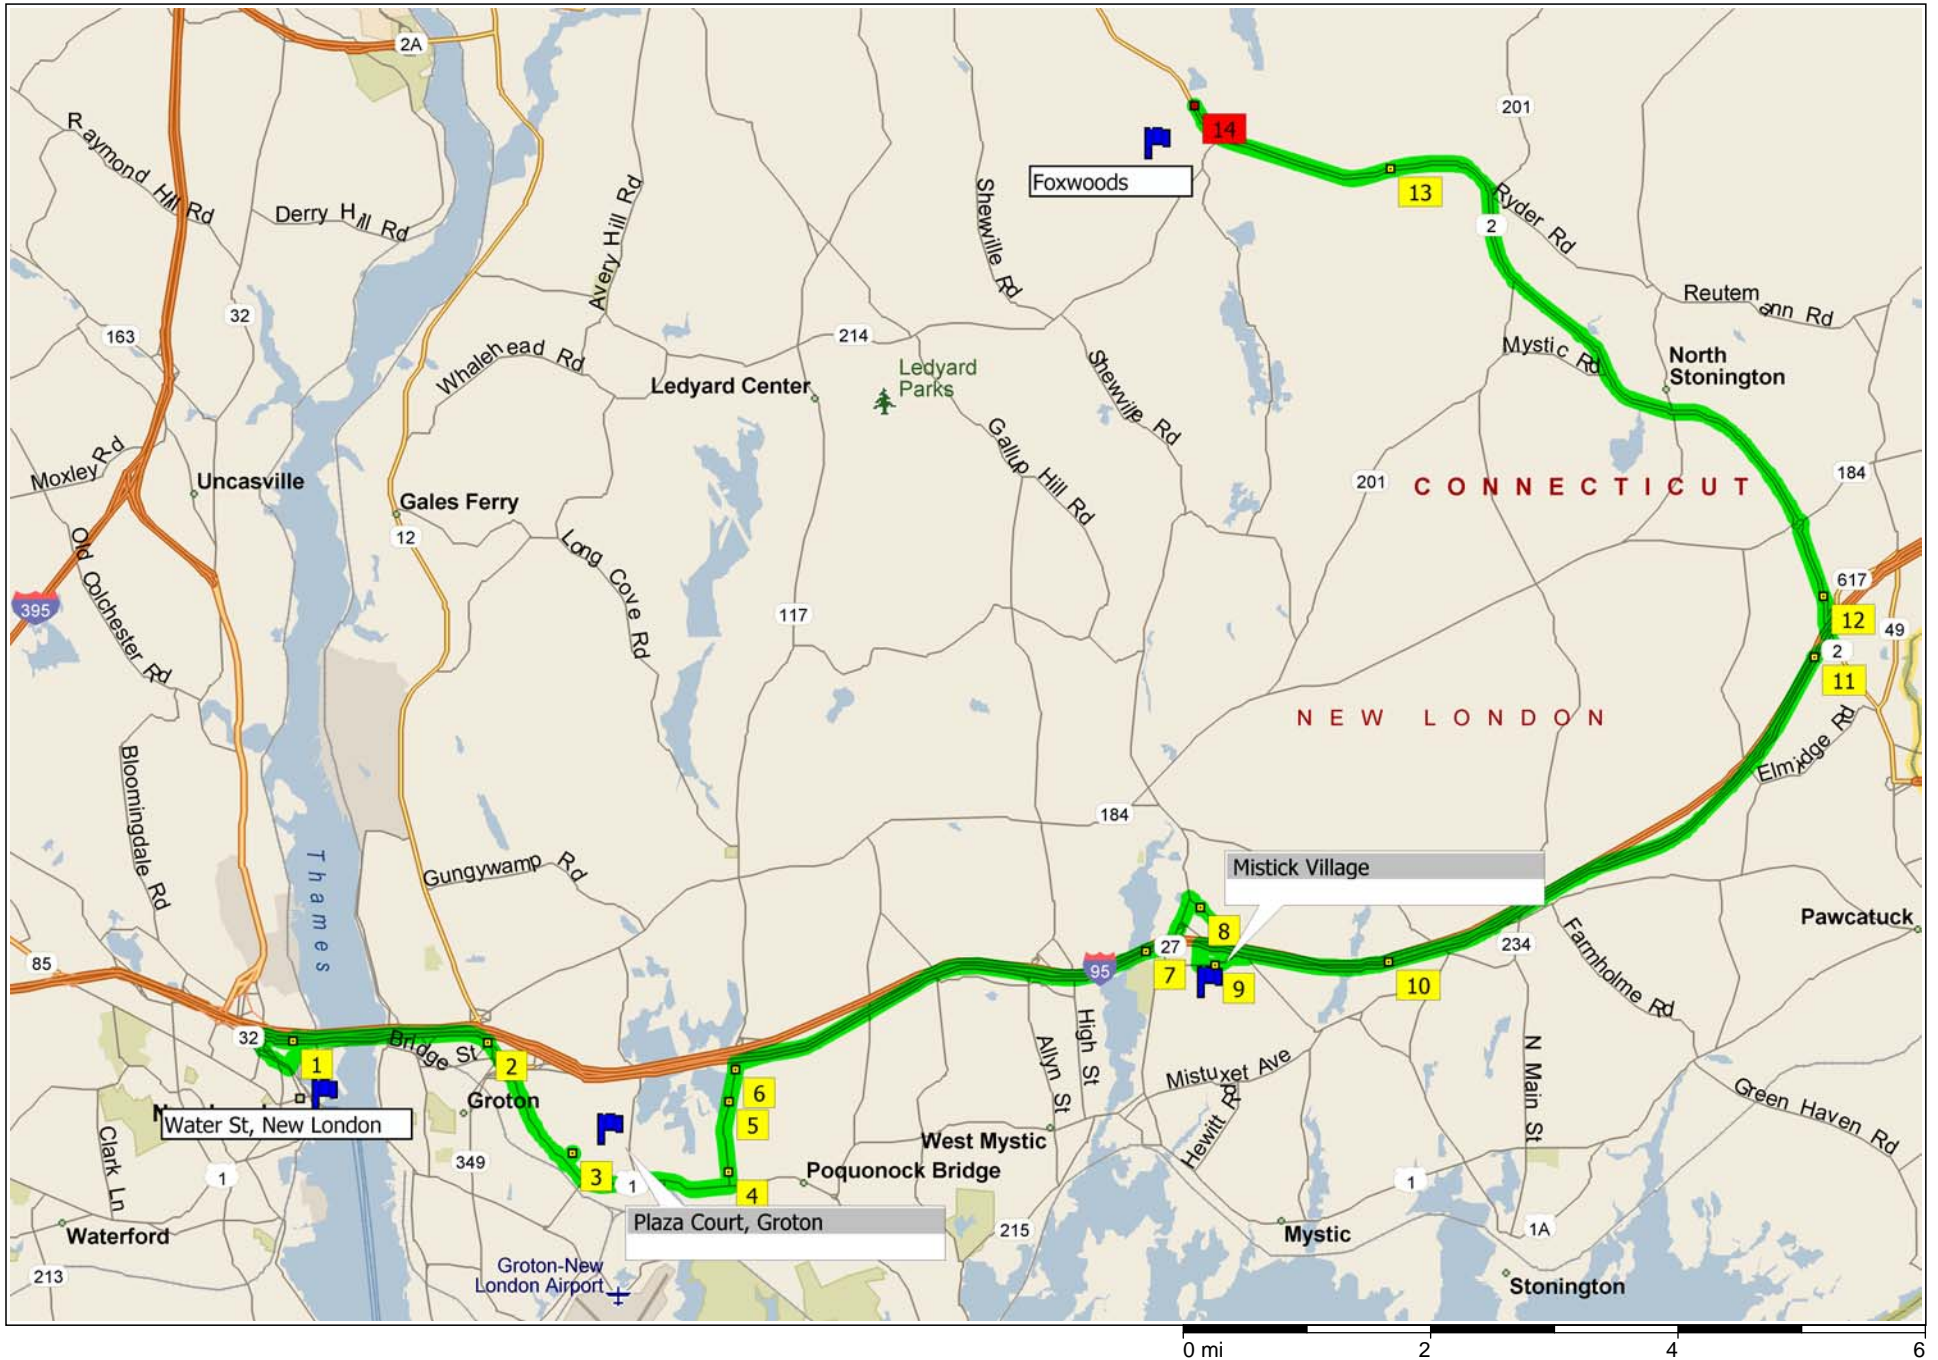 2A
201
Raymond Hill Rd
14
Foxwoods
13
Derry Hill Rd
Avery Hill Rd
Shewville Rd
Ryder Rd
2
32
163
214
Reutemann Rd
Whalehead Rd
Ledyard Center
Ledyard
Parks
Shewville Rd
Mystic Rd
North
Stonington
Moxley Rd
Uncasville
Gales Ferry
Gallup Hill Rd
201
CONNECTICUT
184
12
Old Colchester Rd
Long Cove Rd
395
117
617
12
49
2
11
NEW LONDON
Elmridge Rd
Bloomingdale Rd
184
Thames
Gungywamp Rd
Mistick Village
Pawcatuck
8
85
27
234
Farmholme Rd
95
7
9
10
32
Bridge St
1
2
High St
Allyn St
N Main St
Mistuxet Ave
Hewitt Rd
Green Haven Rd
6
Groton
5
Water St, New London
West Mystic
Clark Ln
349
3
Poquonock Bridge
1
1
4
1
Waterford
Plaza Court, Groton
215
Mystic
1A
213
Groton-New
London Airport
Stonington
0 mi
2
4
6